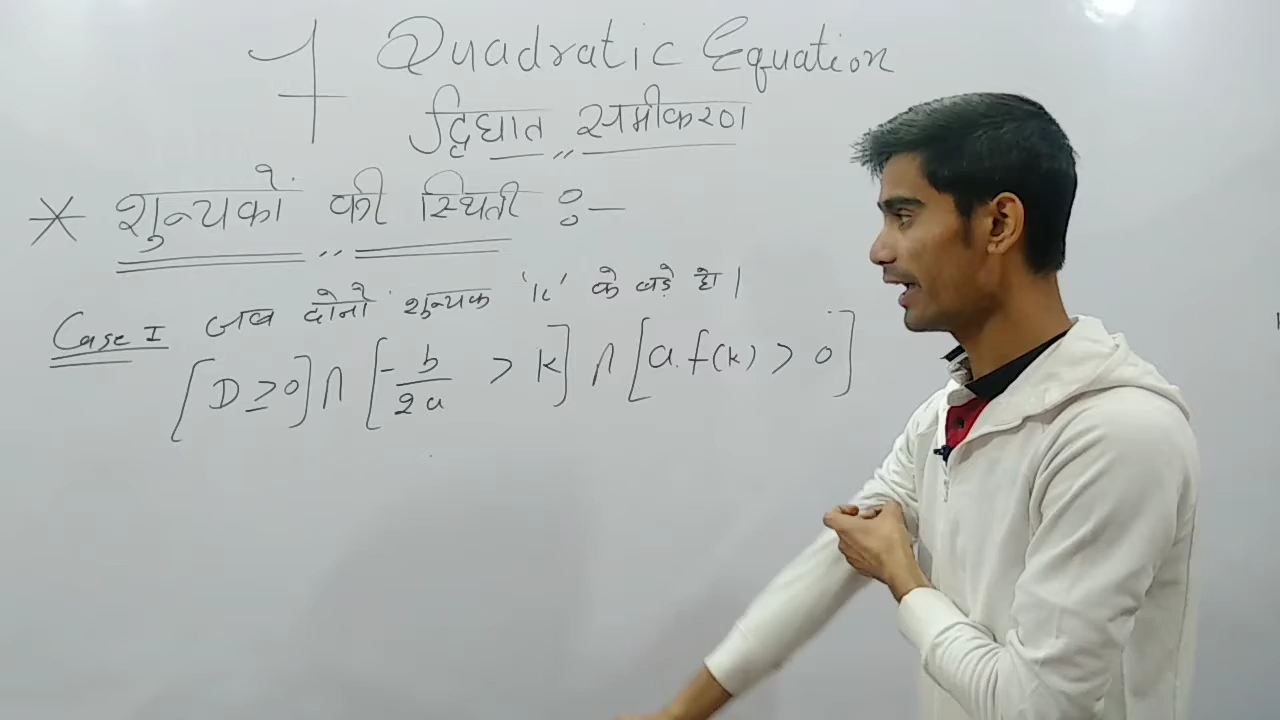 Quadratic Equation
द्विघात समीकरण
* शुन्यकों की स्थिती :-
Case I जब दोनों शुन्यक 'k' के बड़े हो।
[D ≥ 0] ∩ [-b/2a > k] ∩ [a.f(k) > 0]